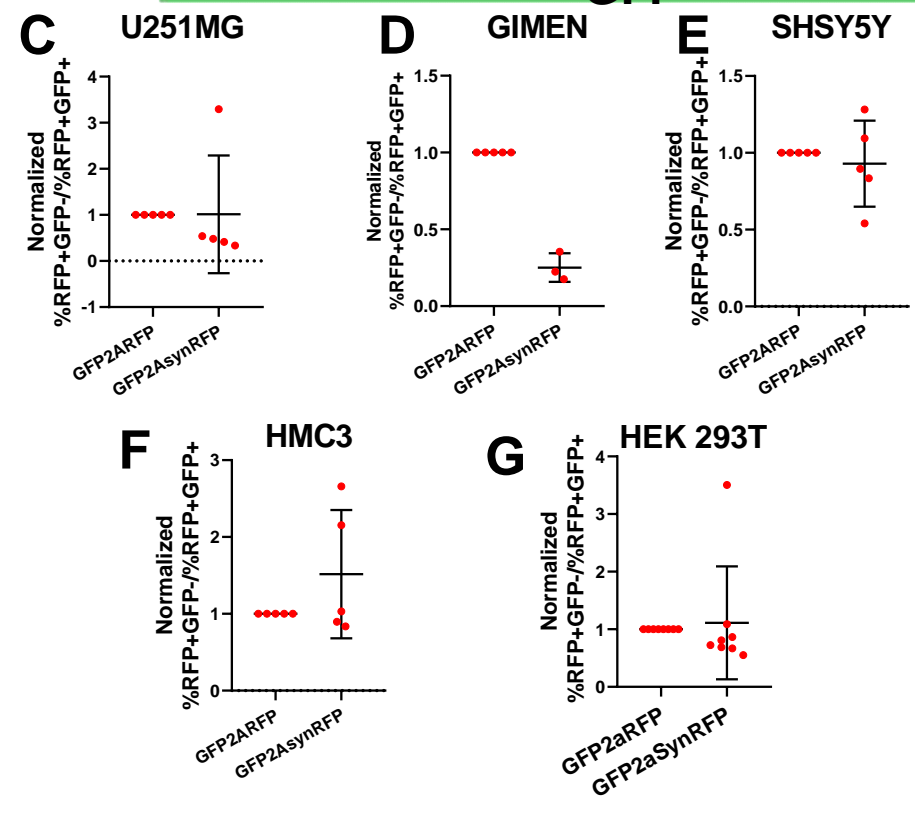 C
U251MG
Normalized
%RFP+GFP-/%RFP+GFP+
4
3
2
1
0
-1
GFP2ARFP
GFP2AsynRFP
D
GIMEN
Normalized
%RFP+GFP-/%RFP+GFP+
1.5
1.0
0.5
0.0
GFP2ARFP
GFP2AsynRFP
E
SHSY5Y
Normalized
%RFP+GFP-/%RFP+GFP+
1.5
1.0
0.5
0.0
GFP2ARFP
GFP2AsynRFP
F
HMC3
Normalized
%RFP+GFP-/%RFP+GFP+
3
2
1
0
GFP2ARFP
GFP2AsynRFP
G
HEK 293T
Normalized
%RFP+GFP-/%RFP+GFP+
4
3
2
1
0
GFP2aRFP
GFP2aSynRFP